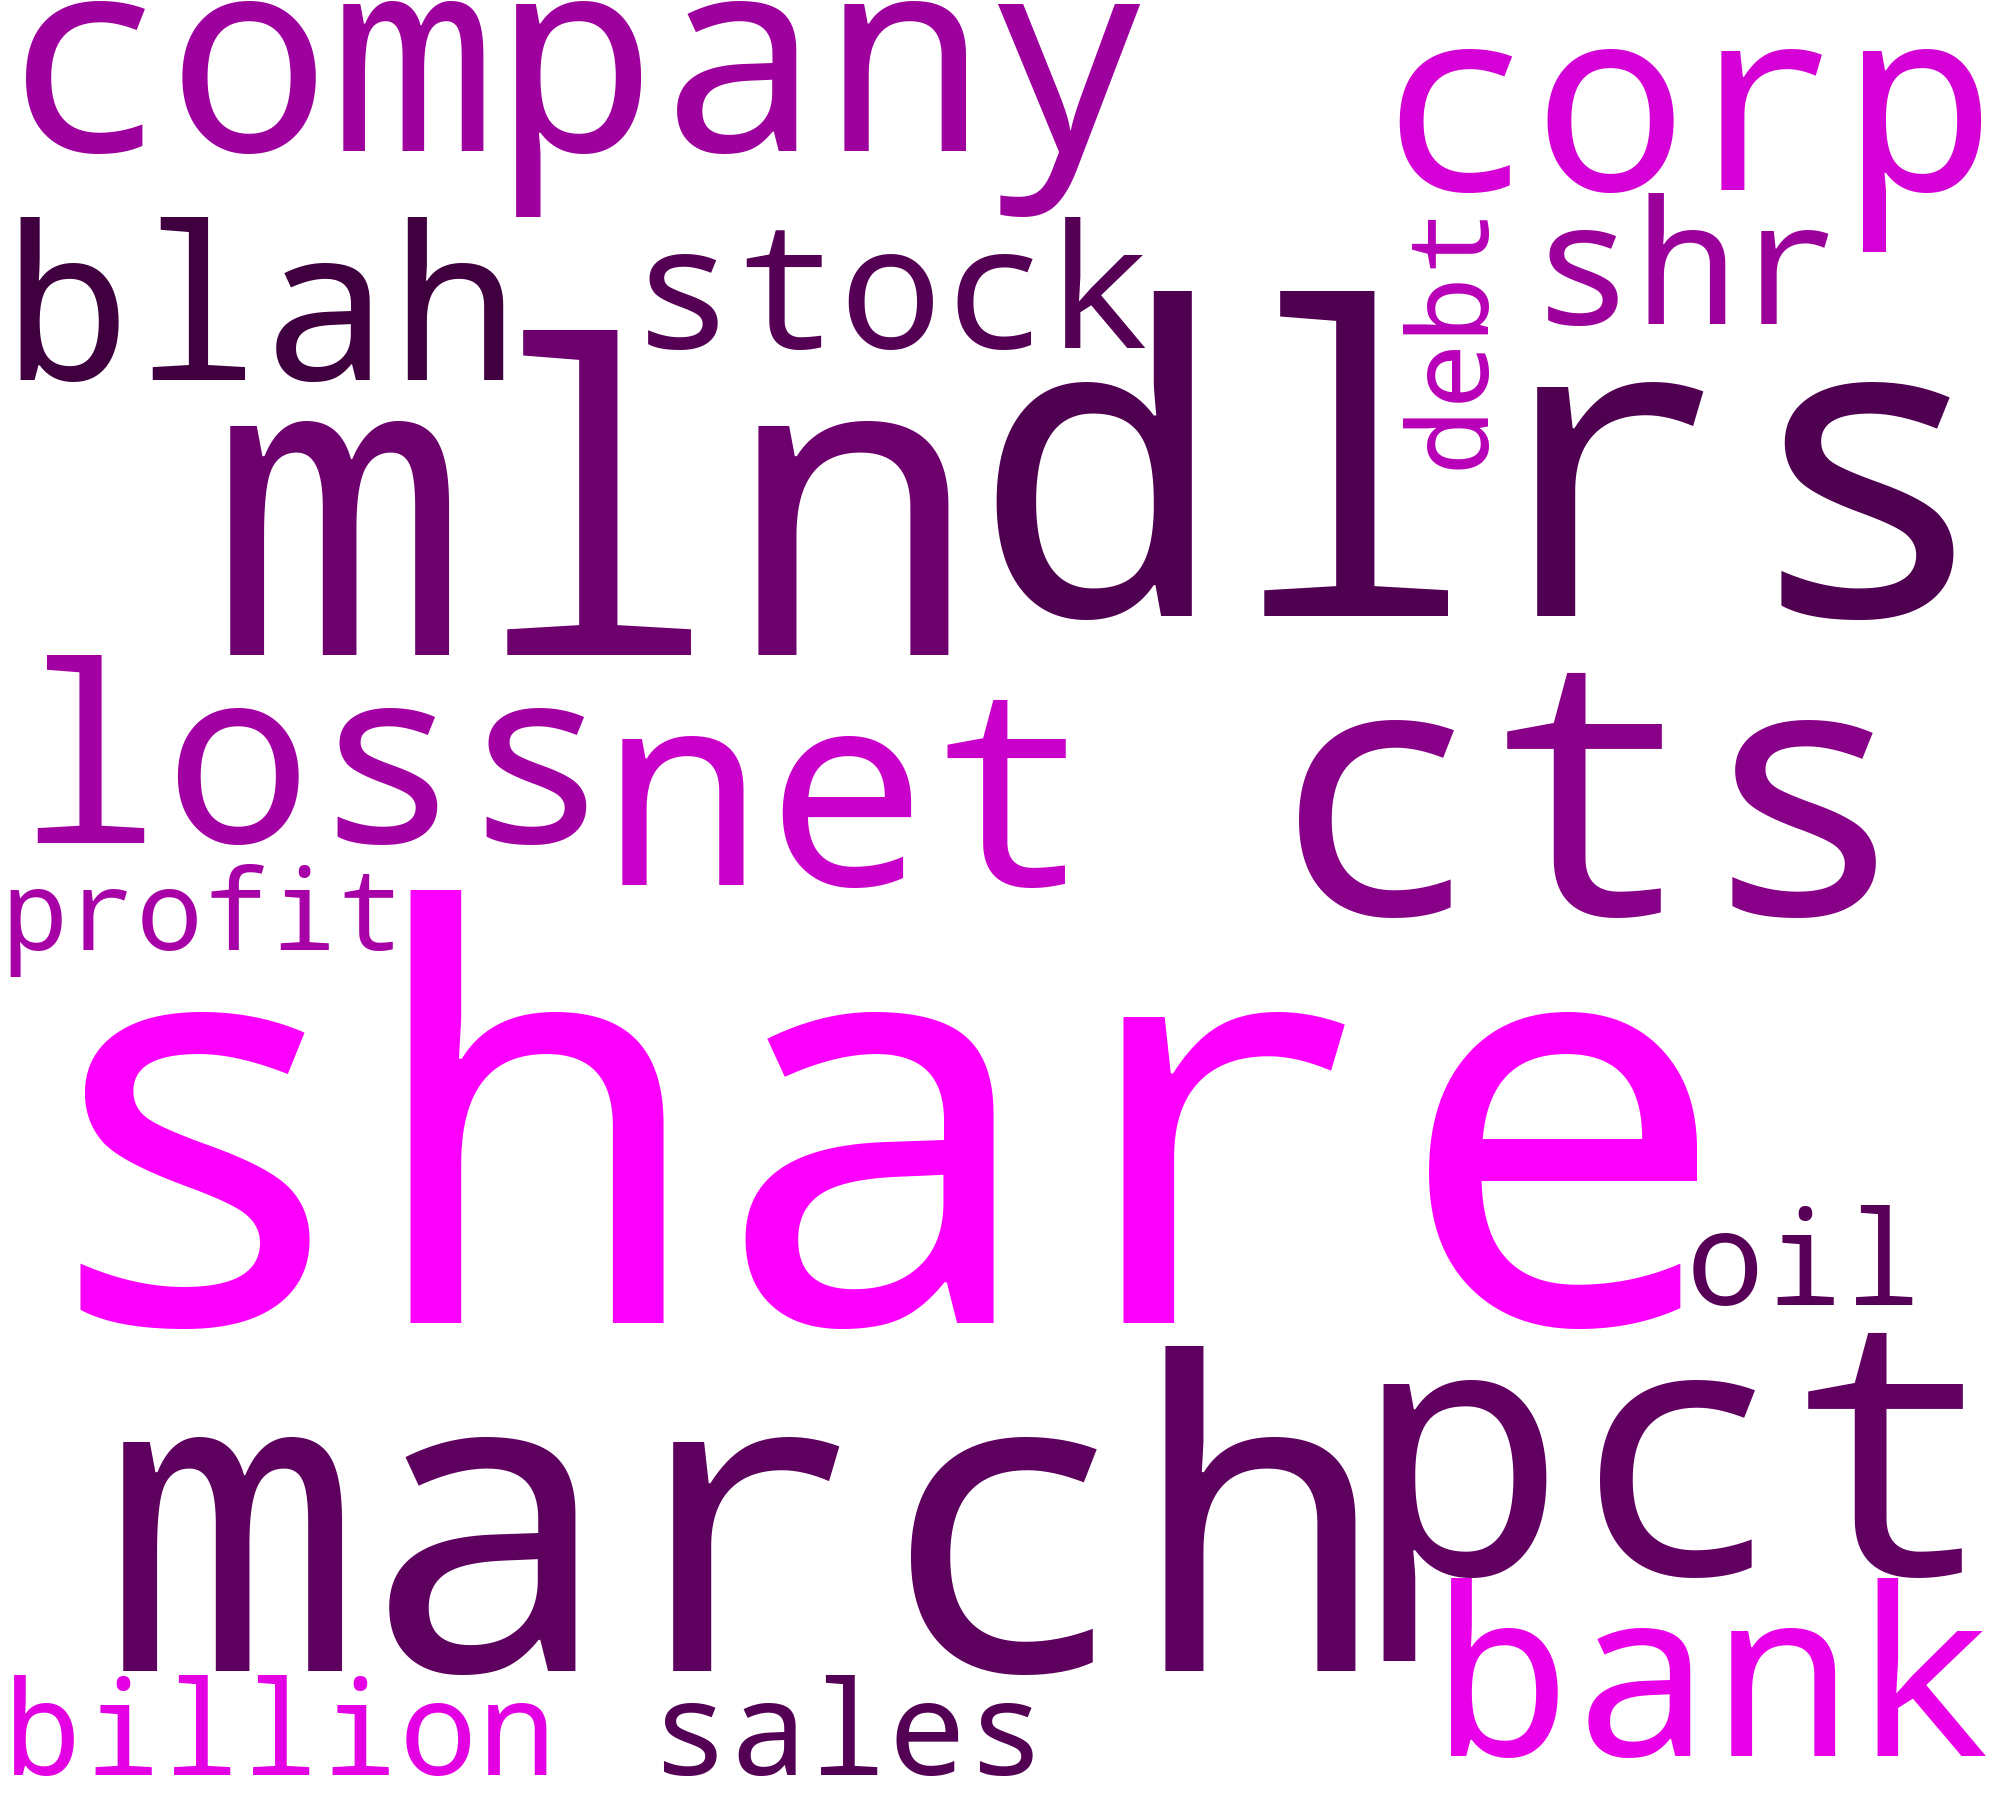 company
corp
blah
stock
debt
shr
mln
dlrs
loss
net
cts
profit
share
oil
march
pct
bank
billion
sales